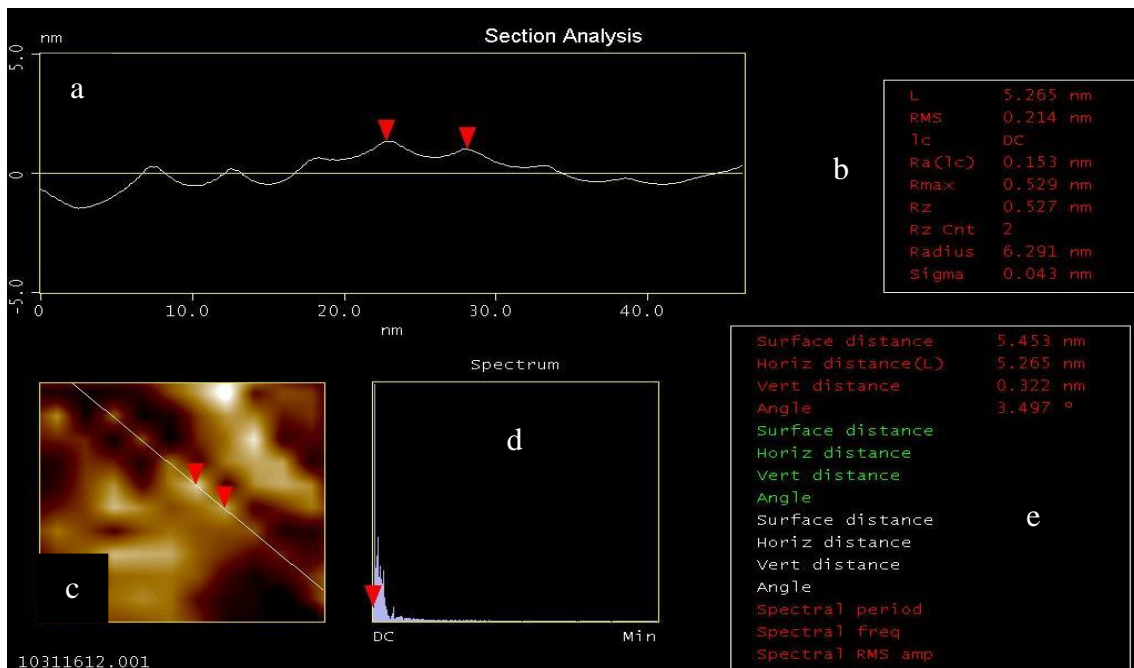 Section Analysis
nm
5.0
0
-5.0
a
0 10.0 20.0 30.0 40.0
nm
L 5.265 nm
RMS 0.214 nm
lc DC
Ra(lc) 0.153 nm
Rmax 0.529 nm
Rz 0.527 nm
Rz Cnt 2
Radius 6.291 nm
Sigma 0.043 nm
b
c
Spectrum
d
DC Min
Surface distance 5.453 nm
Horiz distance(L) 5.265 nm
Vert distance 0.322 nm
Angle 3.497 °
Surface distance
Horiz distance
Vert distance
Angle
Surface distance
Horiz distance
Vert distance
Angle
Spectral period
Spectral freq
Spectral RMS amp
e
10311612.001